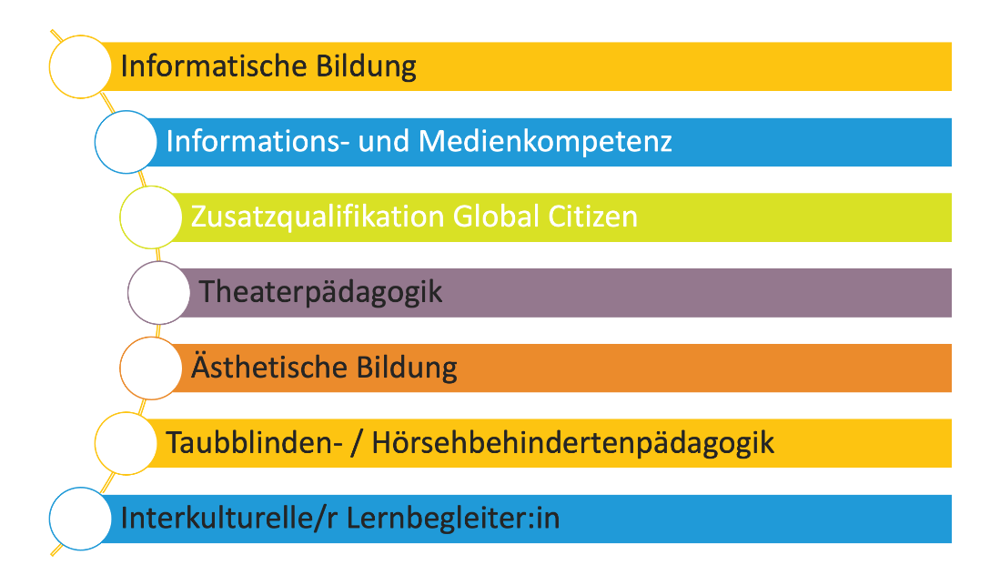 Informatische Bildung
Informations- und Medienkompetenz
Zusatzqualifikation Global Citizen
Theaterpädagogik
Ästhetische Bildung
Taubblinden- / Hörsehbehindertenpädagogik
Interkulturelle/r Lernbegleiter:in